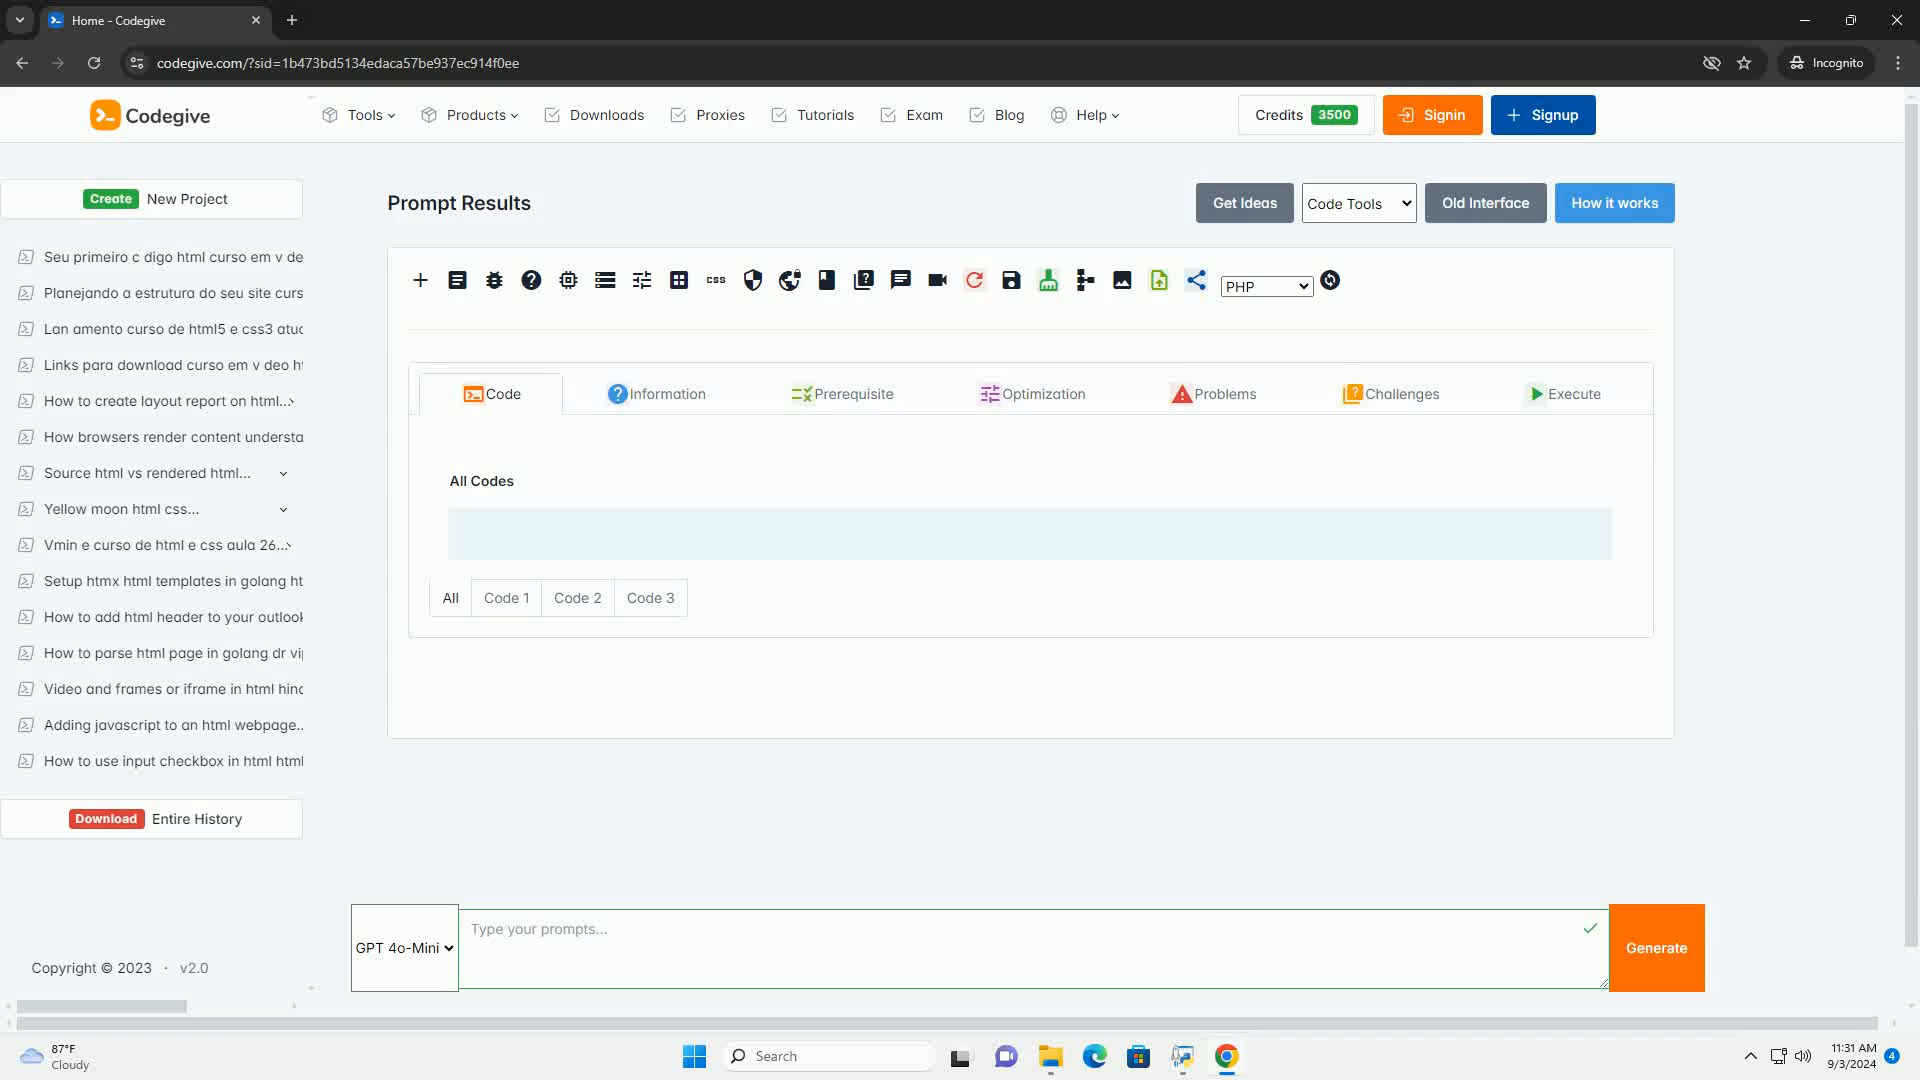 Home - Codegive
codegive.com/?sid=1b473bd5134edaca57be937ec914f0ee
Incognito
Codegive
Tools
Products
Downloads
Proxies
Tutorials
Exam
Blog
Help
Credits 3500
Signin
Signup
Create New Project
Seu primeiro c digo html curso em v de
Planejando a estrutura do seu site curs
Lan amento curso de html5 e css3 atuc
Links para download curso em v deo ht
How to create layout report on html...
How browsers render content understa
Source html vs rendered html...
Yellow moon html css...
Vmin e curso de html e css aula 26...
Setup htmx html templates in golang ht
How to add html header to your outlook
How to parse html page in golang dr vi
Video and frames or iframe in html hinc
Adding javascript to an html webpage..
How to use input checkbox in html html
Download Entire History
Copyright © 2023 · v2.0
Prompt Results
Get Ideas
Code Tools
Old Interface
How it works
css
PHP
Code
Information
Prerequisite
Optimization
Problems
Challenges
Execute
All Codes
All
Code 1
Code 2
Code 3
GPT 4o-Mini
Type your prompts...
Generate
87°F
Cloudy
Search
11:31 AM
9/3/2024
4